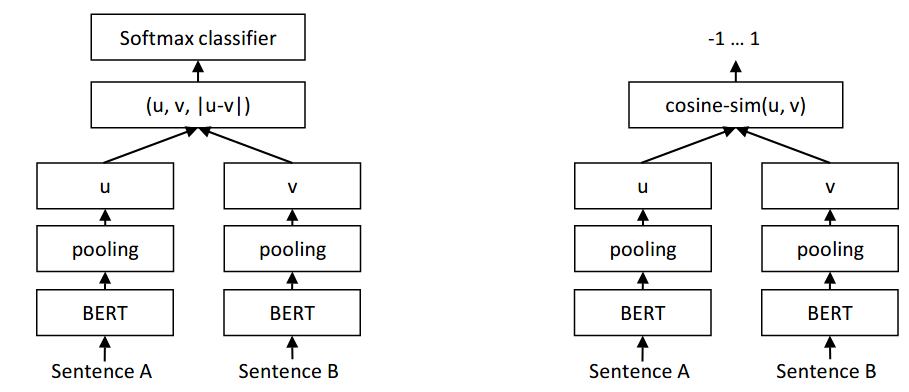 Softmax classifier
(u, v, |u-v|)
u
v
pooling
pooling
BERT
BERT
Sentence A
Sentence B
-1 … 1
cosine-sim(u, v)
u
v
pooling
pooling
BERT
BERT
Sentence A
Sentence B